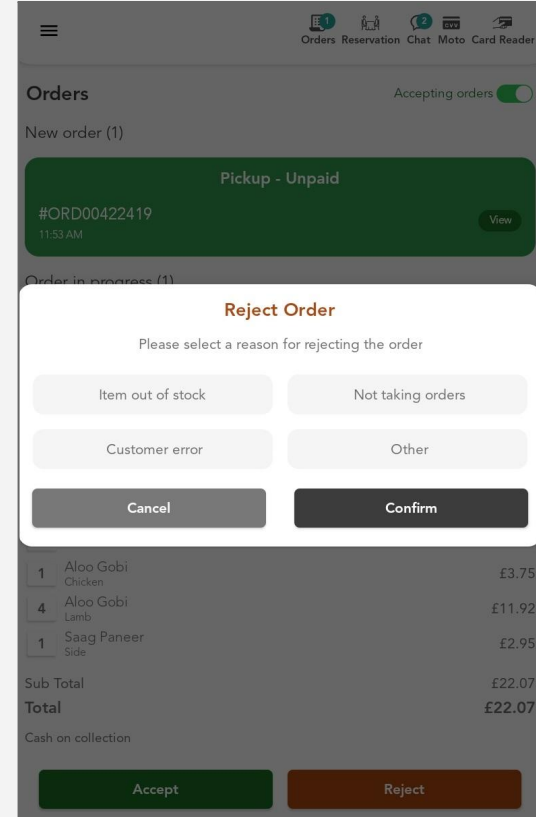 1
2
Orders Reservation Chat Moto Card Reader
Orders
Accepting orders
New order (1)
Pickup - Unpaid
#ORD00422419
View
11:53 AM
Order in progress (1)
Reject Order
Please select a reason for rejecting the order
Item out of stock
Not taking orders
Customer error
Other
Cancel
Confirm
1 Aloo Gobi £3.75
Chicken
4 Aloo Gobi £11.92
Lamb
1 Saag Paneer £2.95
Side
Sub Total £22.07
Total £22.07
Cash on collection
Accept
Reject